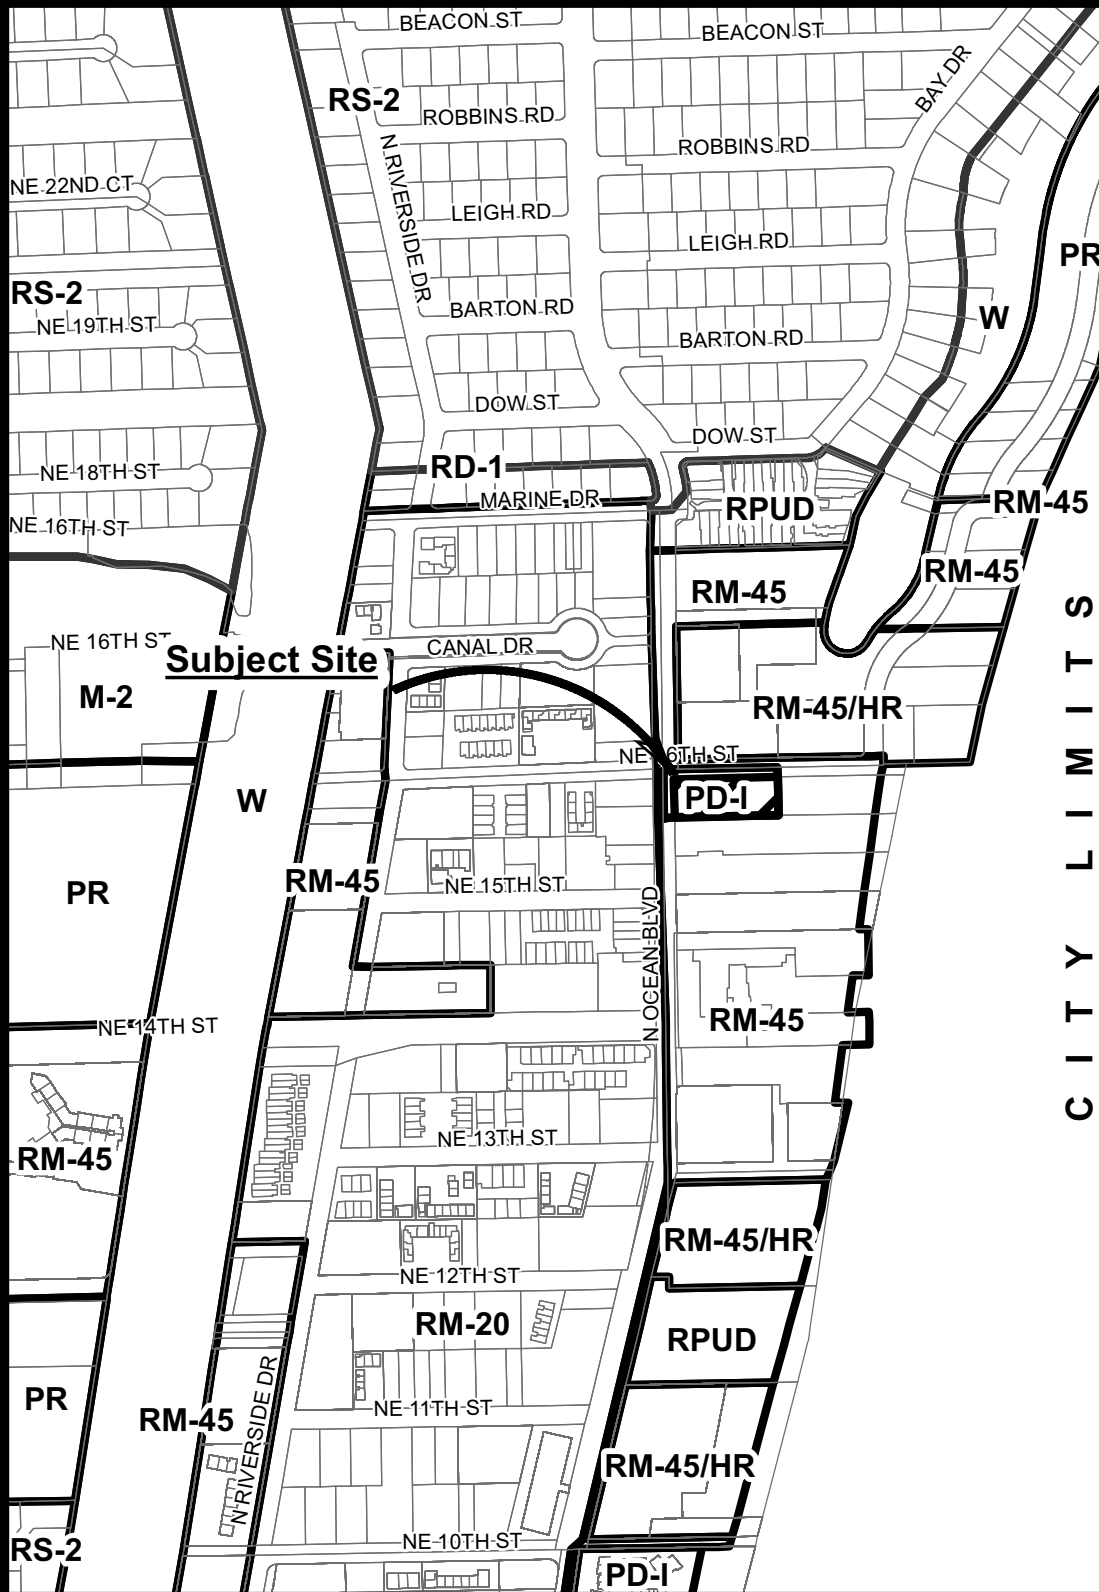 BEACON ST
BEACON ST
BAY DR
RS-2
ROBBINS RD
ROBBINS RD
N RIVERSIDE DR
NE 22ND CT
LEIGH RD
LEIGH RD
PR
RS-2
NE 19TH ST
BARTON RD
BARTON RD
W
DOW ST
DOW ST
NE 18TH ST
RD-1
MARINE DR
RPUD
RM-45
NE 16TH ST
RM-45
RM-45
NE 16TH ST
CANAL DR
Subject Site
M-2
RM-45/HR
NE 16TH ST
PD-I
W
PR
RM-45
NE 15TH ST
N OCEAN BLVD
CITY LIMITS
NE 14TH ST
RM-45
NE 13TH ST
RM-45
RM-45/HR
NE 12TH ST
RM-20
RPUD
PR
RM-45
N RIVERSIDE DR
NE 11TH ST
RM-45/HR
NE 10TH ST
RS-2
PD-I